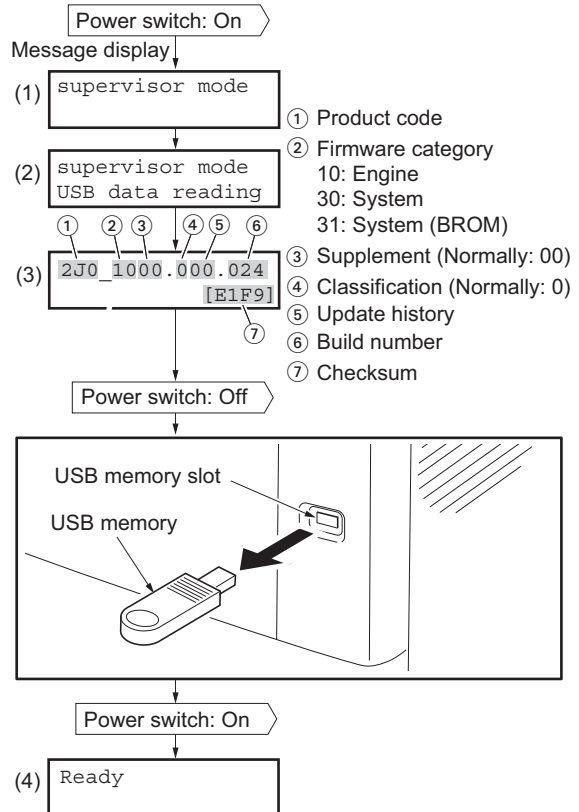 Power switch: On
Message display
(1) supervisor mode
(2) supervisor mode
USB data reading
① ② ③ ④ ⑤ ⑥
(3) 2J0_1000.000.024
[E1F9]
⑦
① Product code
② Firmware category
10: Engine
30: System
31: System (BROM)
③ Supplement (Normally: 00)
④ Classification (Normally: 0)
⑤ Update history
⑥ Build number
⑦ Checksum
Power switch: Off
USB memory slot
USB memory
Power switch: On
(4) Ready